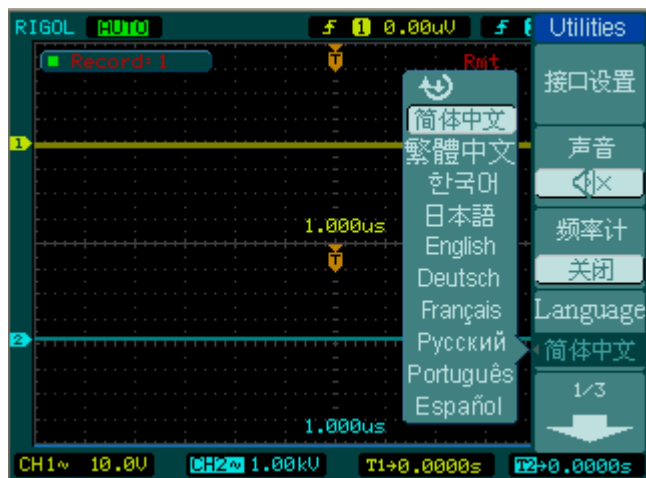 RIGOL AUTO 1 0.00uV
Utilities
Record: 1 T Rmt
接口设置
简体中文
繁體中文
한국어
日本語
English
Deutsch
Français
Русский
Português
Español
声音
频率计
关闭
Language
简体中文
1/3
1
1.000us
T
2
1.000us
CH1~ 10.0V CH2~ 1.00kV T1→0.0000s T2→0.0000s